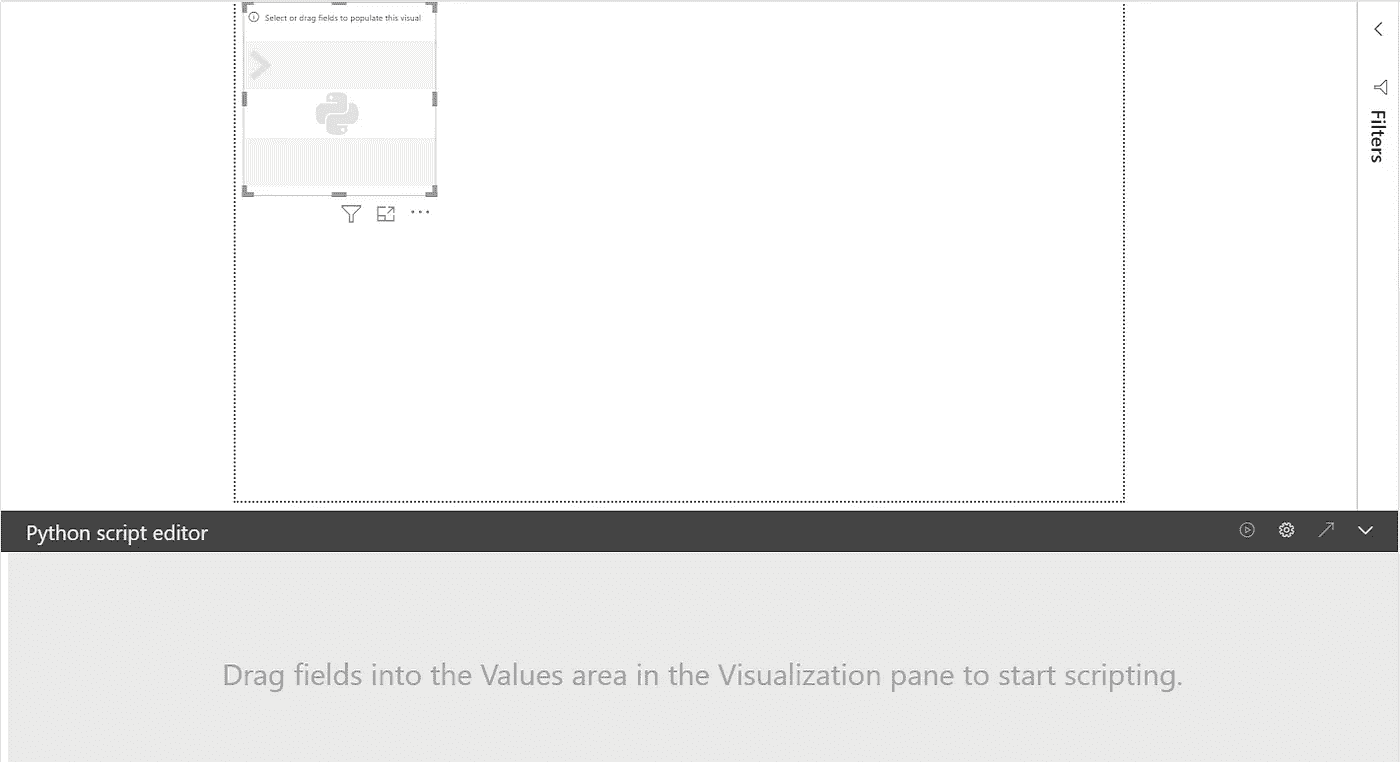 Select or drag fields to populate this visual
Filters
Python script editor
Drag fields into the Values area in the Visualization pane to start scripting.